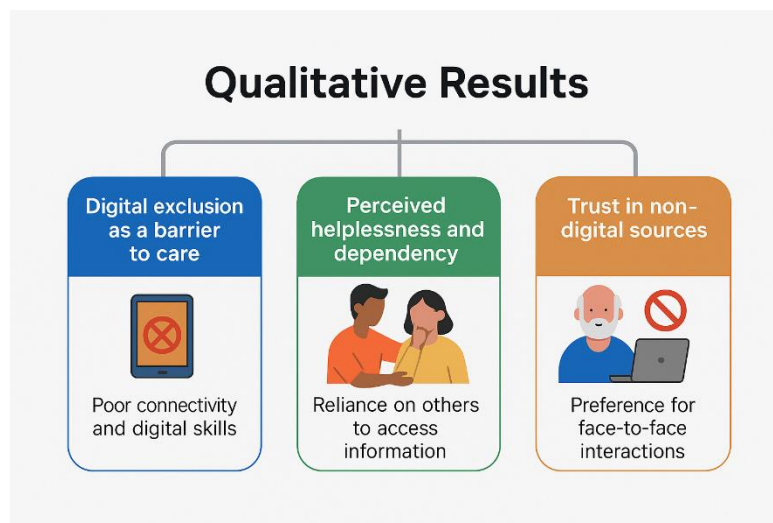 Qualitative Results
Digital exclusion
as a barrier
to care
Poor connectivity
and digital skills
Perceived
helplessness and
dependency
Reliance on others
to access
information
Trust in non-
digital sources
Preference for
face-to-face
interactions